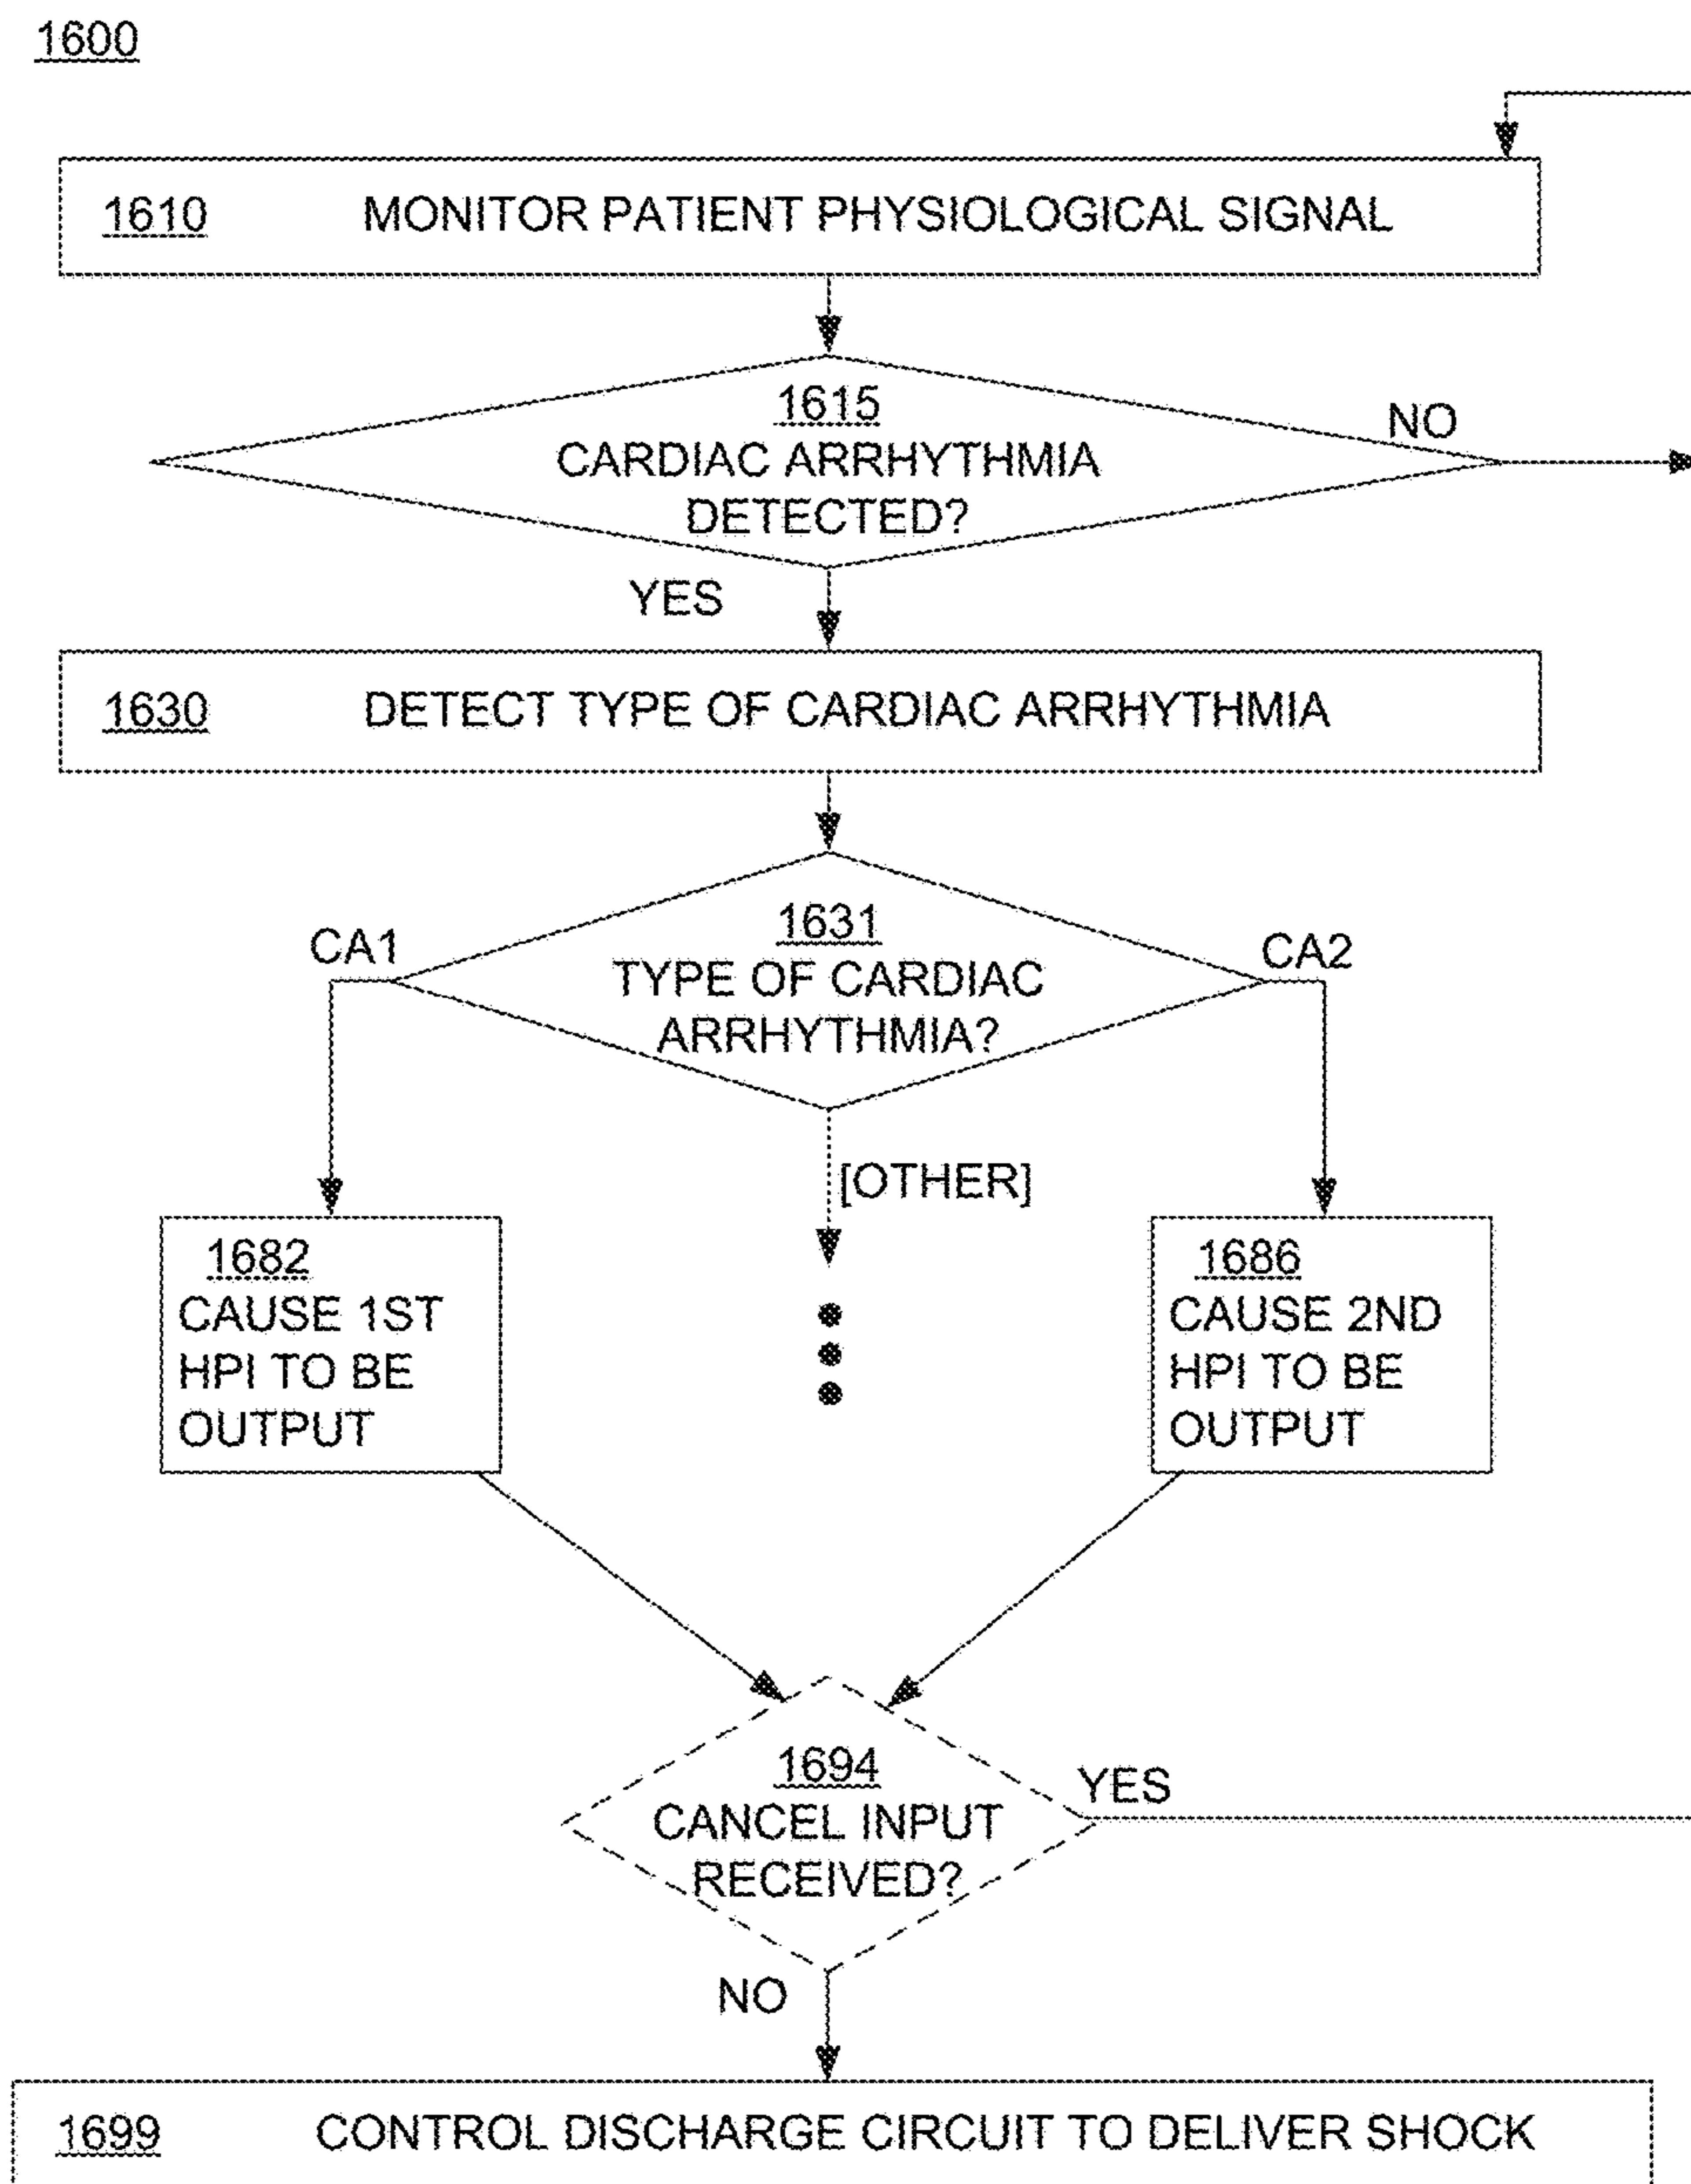 1600
1610 MONITOR PATIENT PHYSIOLOGICAL SIGNAL
1615
CARDIAC ARRHYTHMIA
DETECTED?
NO
YES
1630 DETECT TYPE OF CARDIAC ARRHYTHMIA
1631
TYPE OF CARDIAC
ARRHYTHMIA?
CA1
CA2
[OTHER]
1682
CAUSE 1ST
HPI TO BE
OUTPUT
1686
CAUSE 2ND
HPI TO BE
OUTPUT
1694
CANCEL INPUT
RECEIVED?
YES
NO
1699 CONTROL DISCHARGE CIRCUIT TO DELIVER SHOCK